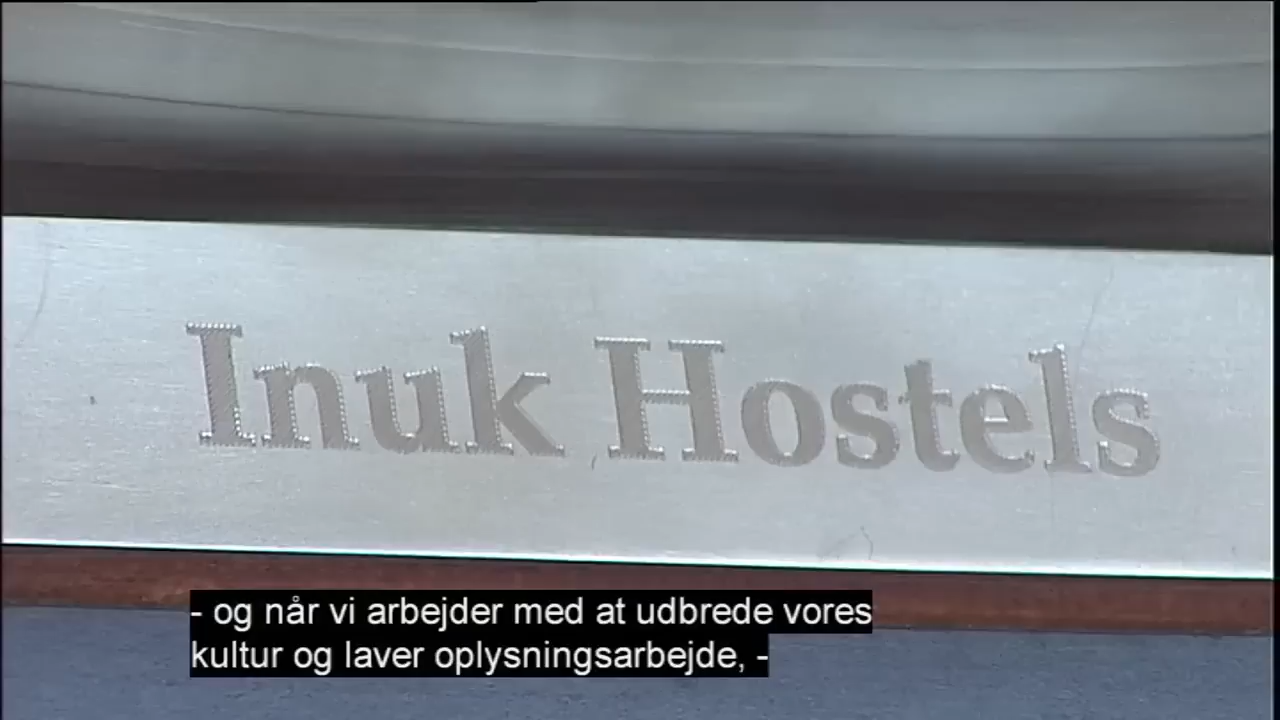 Inuk Hostels
- og når vi arbejder med at udbrede vores
kultur og laver oplysningsarbejde, -